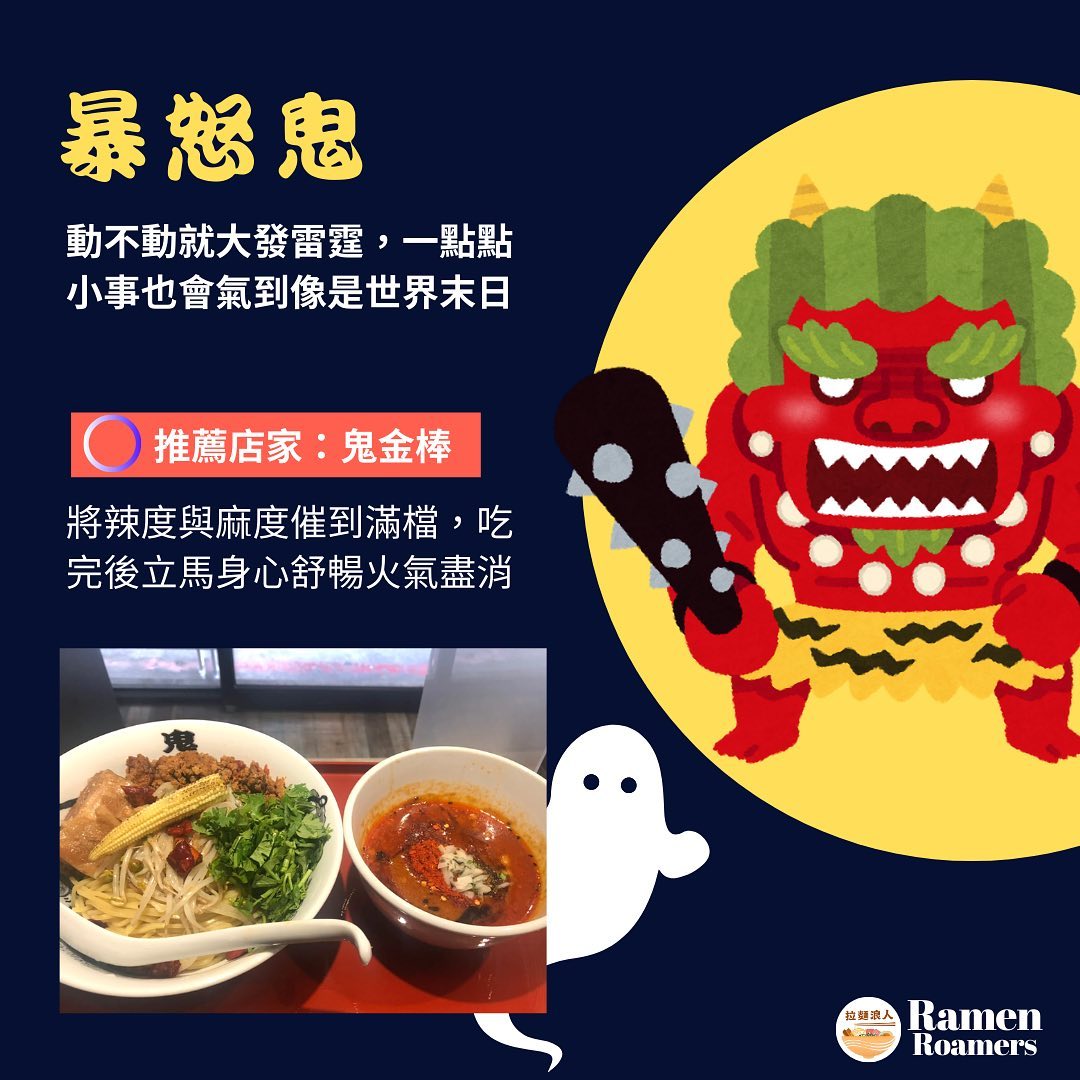 暴怒鬼
動不動就大發雷霆，一點點
小事也會氣到像是世界末日
推薦店家：鬼金棒
將辣度與麻度催到滿檔，吃
完後立馬身心舒暢火氣盡消
鬼
拉麵浪人
Ramen
Roamers